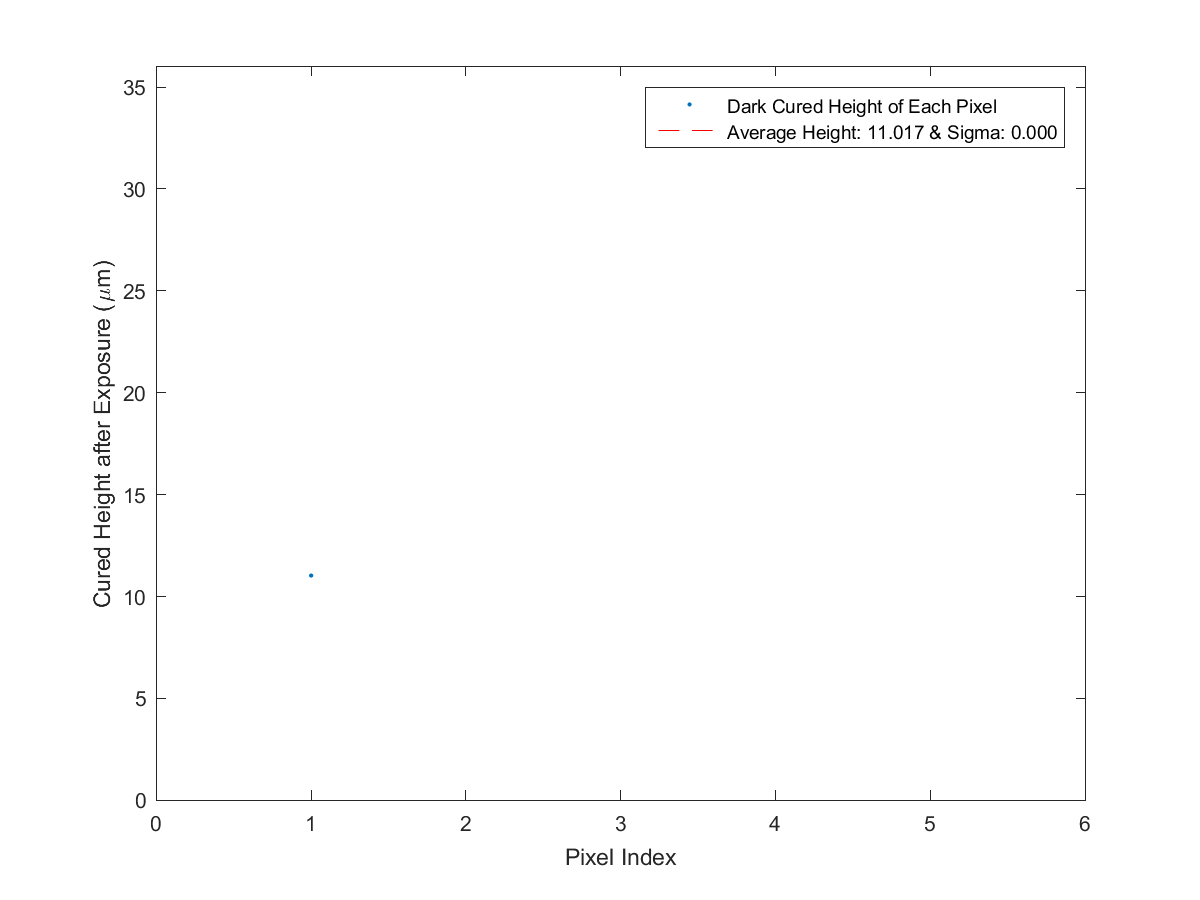 Dark Cured Height of Each Pixel
Average Height: 11.017 & Sigma: 0.000
Cured Height after Exposure (μm)
35
30
25
20
15
10
5
0
0 1 2 3 4 5 6
Pixel Index